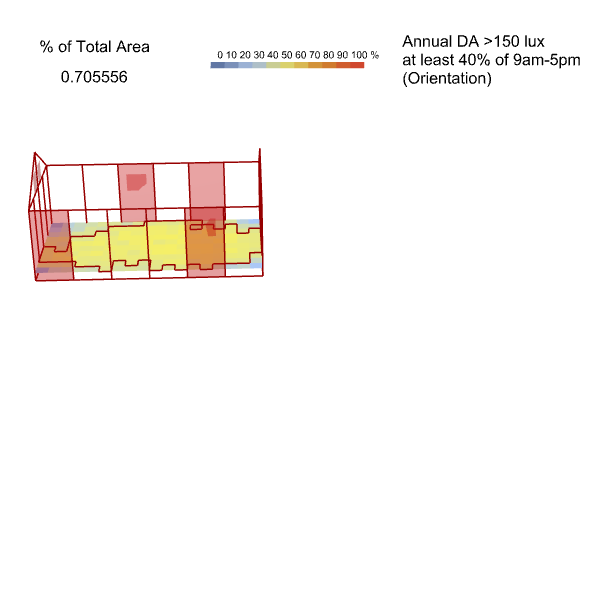 % of Total Area
0.705556
0 10 20 30 40 50 60 70 80 90 100 %
Annual DA >150 lux
at least 40% of 9am-5pm
(Orientation)